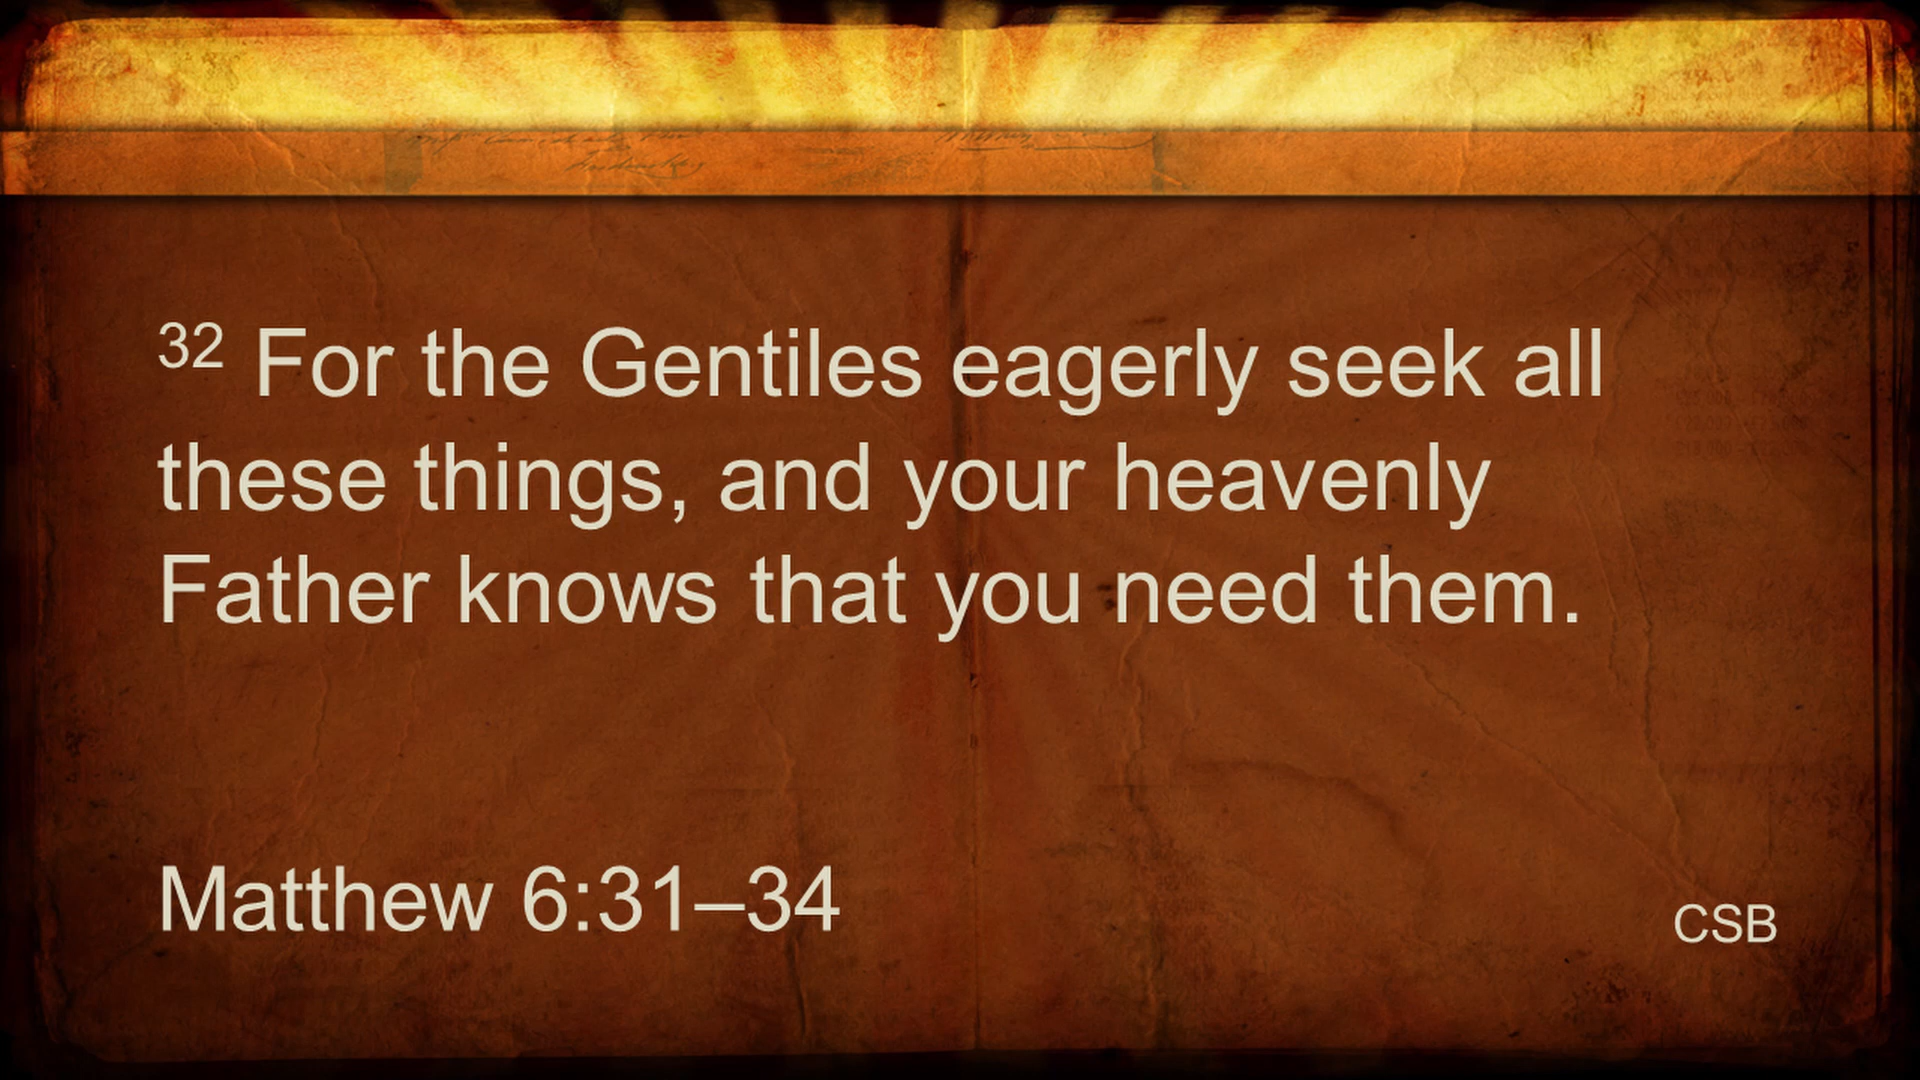 32 For the Gentiles eagerly seek all
these things, and your heavenly
Father knows that you need them.
Matthew 6:31–34
CSB